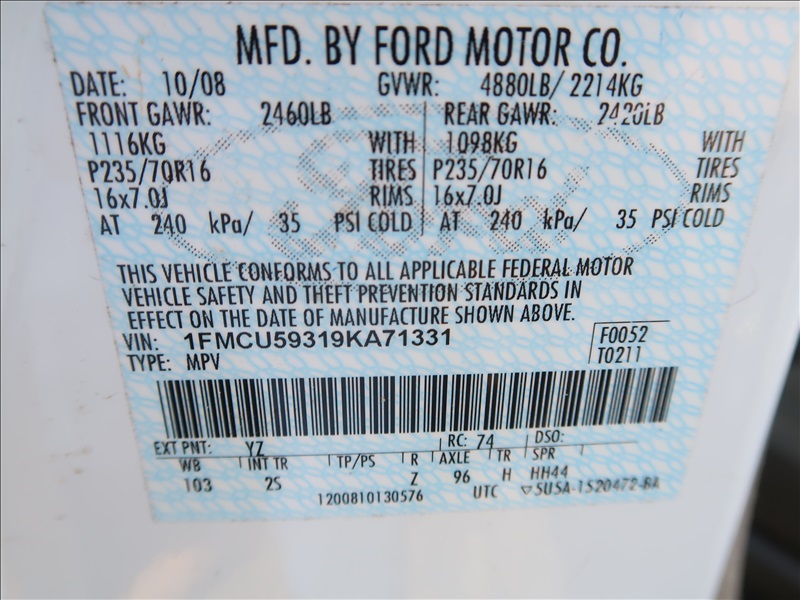 MFD. BY FORD MOTOR CO.
DATE: 10/08 GVWR: 4880LB/ 2214KG
FRONT GAWR: 2460LB REAR GAWR: 2420LB
1116KG WITH 1098KG WITH
P235/70R16 TIRES P235/70R16 TIRES
16x7.0J RIMS 16x7.0J RIMS
AT 240 kPa/ 35 PSI COLD AT 240 kPa/ 35 PSI COLD
THIS VEHICLE CONFORMS TO ALL APPLICABLE FEDERAL MOTOR
VEHICLE SAFETY AND THEFT PREVENTION STANDARDS IN
EFFECT ON THE DATE OF MANUFACTURE SHOWN ABOVE.
VIN: 1FMCU59319KA71331 F0052
TYPE: MPV T0211
EXT PNT: YZ RC: 74 DSO:
WB INT TR TP/PS R AXLE TR SPR
103 2S Z 96 H HH44
1200810130576 UTC ▽5U5A-1520472-BA